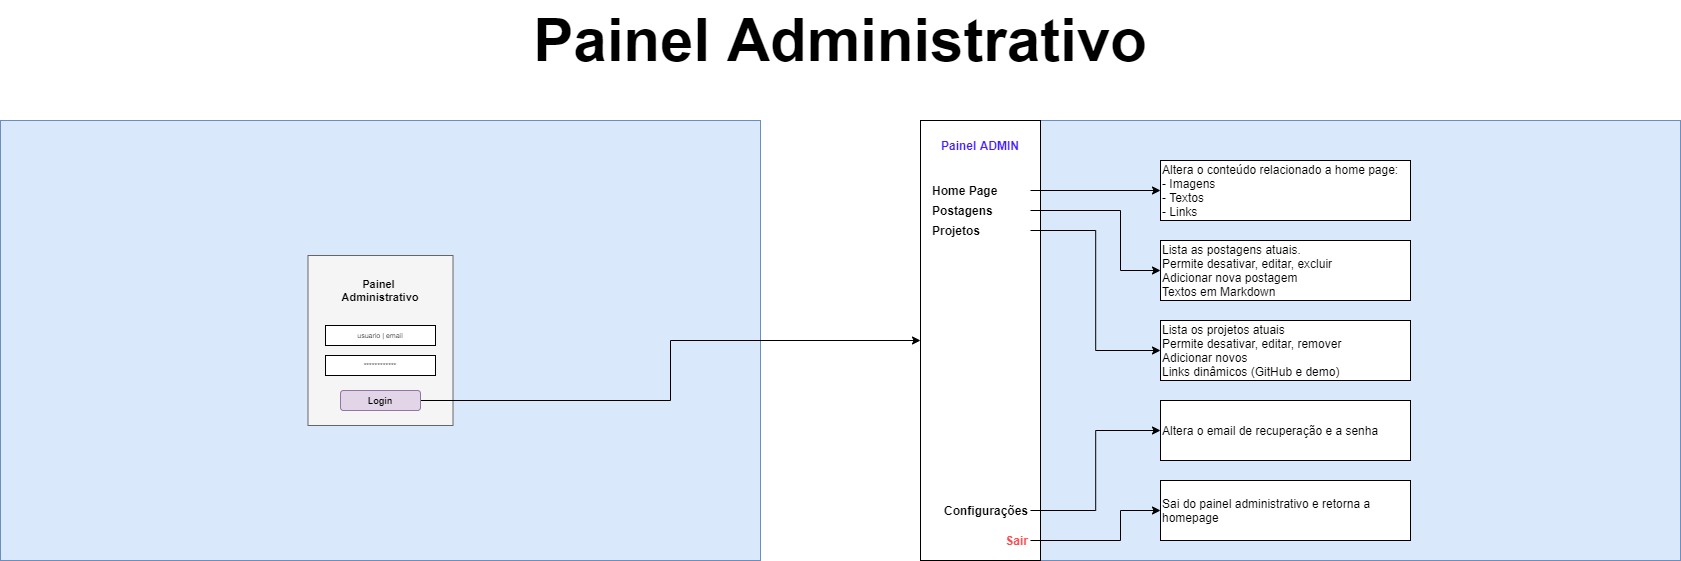 Painel Administrativo
Painel
Administrativo
usuario | email
************
Login
Painel ADMIN
Home Page
Postagens
Projetos
Configurações
Sair
Altera o conteúdo relacionado a home page:
- Imagens
- Textos
- Links
Lista as postagens atuais.
Permite desativar, editar, excluir
Adicionar nova postagem
Textos em Markdown
Lista os projetos atuais
Permite desativar, editar, remover
Adicionar novos
Links dinâmicos (GitHub e demo)
Altera o email de recuperação e a senha
Sai do painel administrativo e retorna a
homepage